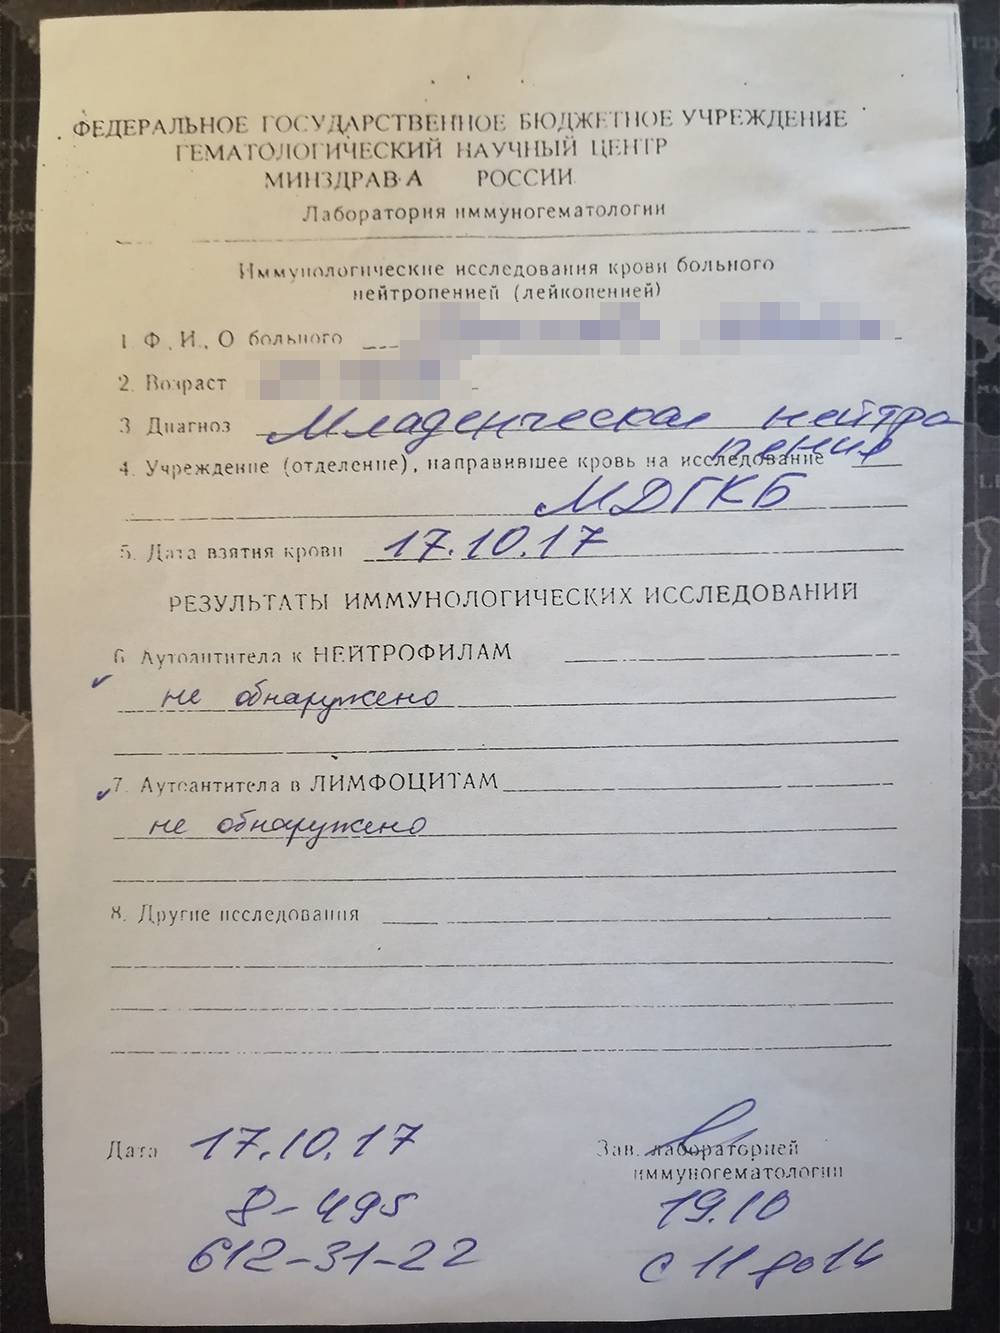 ФЕДЕРАЛЬНОЕ ГОСУДАРСТВЕННОЕ БЮДЖЕТНОЕ УЧРЕЖДЕНИЕ
ГЕМАТОЛОГИЧЕСКИЙ НАУЧНЫЙ ЦЕНТР
МИНЗДРАВ·А РОССИИ
Лаборатория иммуногематологии
Иммунологические исследования крови больного
нейтропенией (лейкопенией)
1. Ф. И., О больного
2. Возраст
3. Диагноз Младенческая нейтро
пения
4. Учреждение (отделение), направившее кровь на исследование
МДГКБ
5. Дата взятия крови 17.10.17
РЕЗУЛЬТАТЫ ИММУНОЛОГИЧЕСКИХ ИССЛЕДОВАНИЙ
6. Аутоантитела к НЕЙТРОФИЛАМ
не обнаружено
7. Аутоантитела в ЛИМФОЦИТАМ
не обнаружено
8. Другие исследования
Дата 17.10.17 Зав. лабораторией
иммуногематологии
8-495 19.10
612-31-22 с 11 до 14